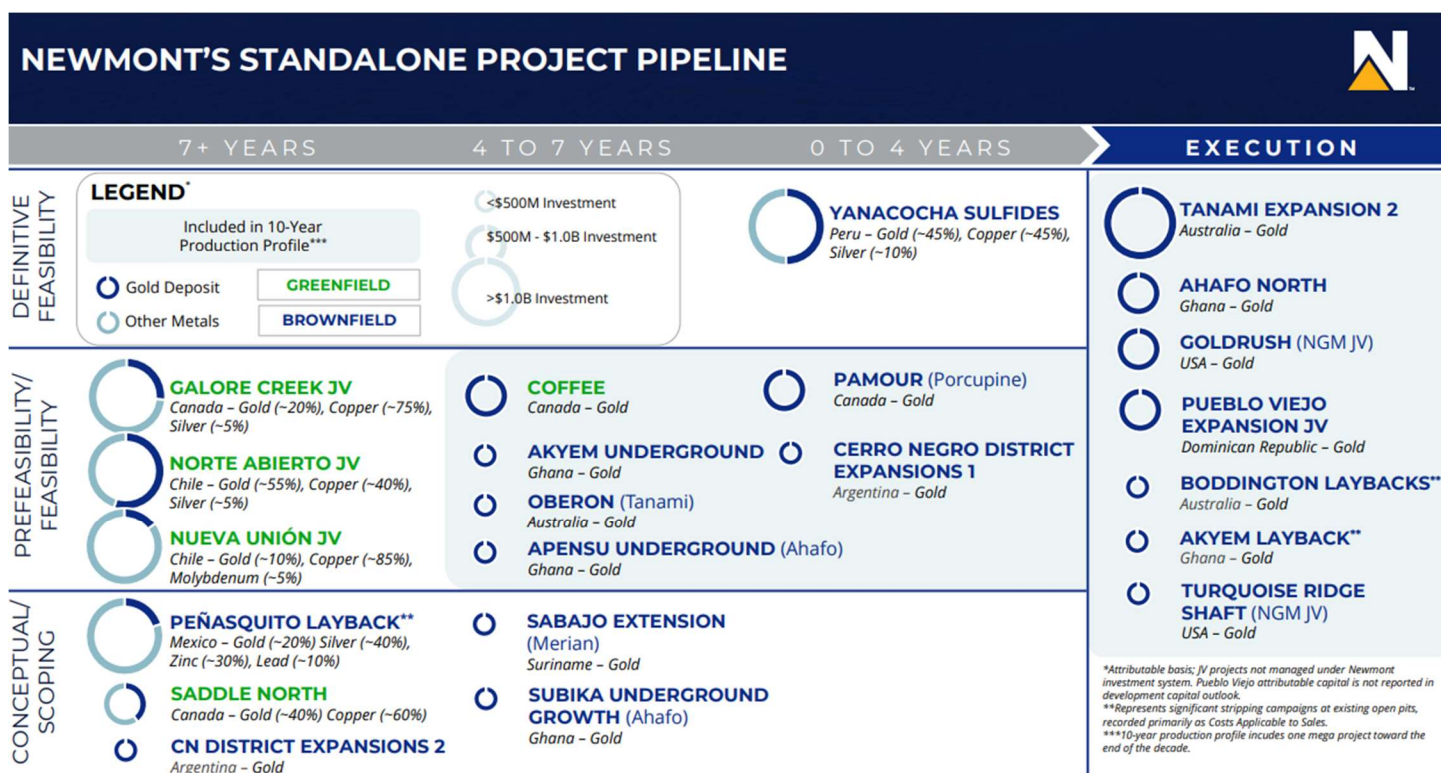 NEWMONT'S STANDALONE PROJECT PIPELINE
N
7+ YEARS
4 TO 7 YEARS
0 TO 4 YEARS
EXECUTION
DEFINITIVE
FEASIBILITY
LEGEND*
Included in 10-Year
Production Profile***
Gold Deposit
GREENFIELD
Other Metals
BROWNFIELD
<$500M Investment
$500M - $1.0B Investment
>$1.0B Investment
YANACOCHA SULFIDES
Peru – Gold (~45%), Copper (~45%),
Silver (~10%)
PREFEASIBILITY/
FEASIBILITY
GALORE CREEK JV
Canada – Gold (~20%), Copper (~75%),
Silver (~5%)
NORTE ABIERTO JV
Chile – Gold (~55%), Copper (~40%),
Silver (~5%)
NUEVA UNIÓN JV
Chile – Gold (~10%), Copper (~85%),
Molybdenum (~5%)
COFFEE
Canada – Gold
AKYEM UNDERGROUND
Ghana – Gold
OBERON (Tanami)
Australia – Gold
APENSU UNDERGROUND (Ahafo)
Ghana – Gold
PAMOUR (Porcupine)
Canada – Gold
CERRO NEGRO DISTRICT
EXPANSIONS 1
Argentina – Gold
CONCEPTUAL/
SCOPING
PEÑASQUITO LAYBACK**
Mexico – Gold (~20%) Silver (~40%),
Zinc (~30%), Lead (~10%)
SADDLE NORTH
Canada – Gold (~40%) Copper (~60%)
CN DISTRICT EXPANSIONS 2
Argentina – Gold
SABAJO EXTENSION
(Merian)
Suriname – Gold
SUBIKA UNDERGROUND
GROWTH (Ahafo)
Ghana – Gold
TANAMI EXPANSION 2
Australia – Gold
AHAFO NORTH
Ghana – Gold
GOLDRUSH (NGM JV)
USA – Gold
PUEBLO VIEJO
EXPANSION JV
Dominican Republic – Gold
BODDINGTON LAYBACKS**
Australia – Gold
AKYEM LAYBACK**
Ghana – Gold
TURQUOISE RIDGE
SHAFT (NGM JV)
USA – Gold
*Attributable basis; JV projects not managed under Newmont
investment system. Pueblo Viejo attributable capital is not reported in
development capital outlook.
**Represents significant stripping campaigns at existing open pits,
recorded primarily as Costs Applicable to Sales.
***10-year production profile incudes one mega project toward the
end of the decade.